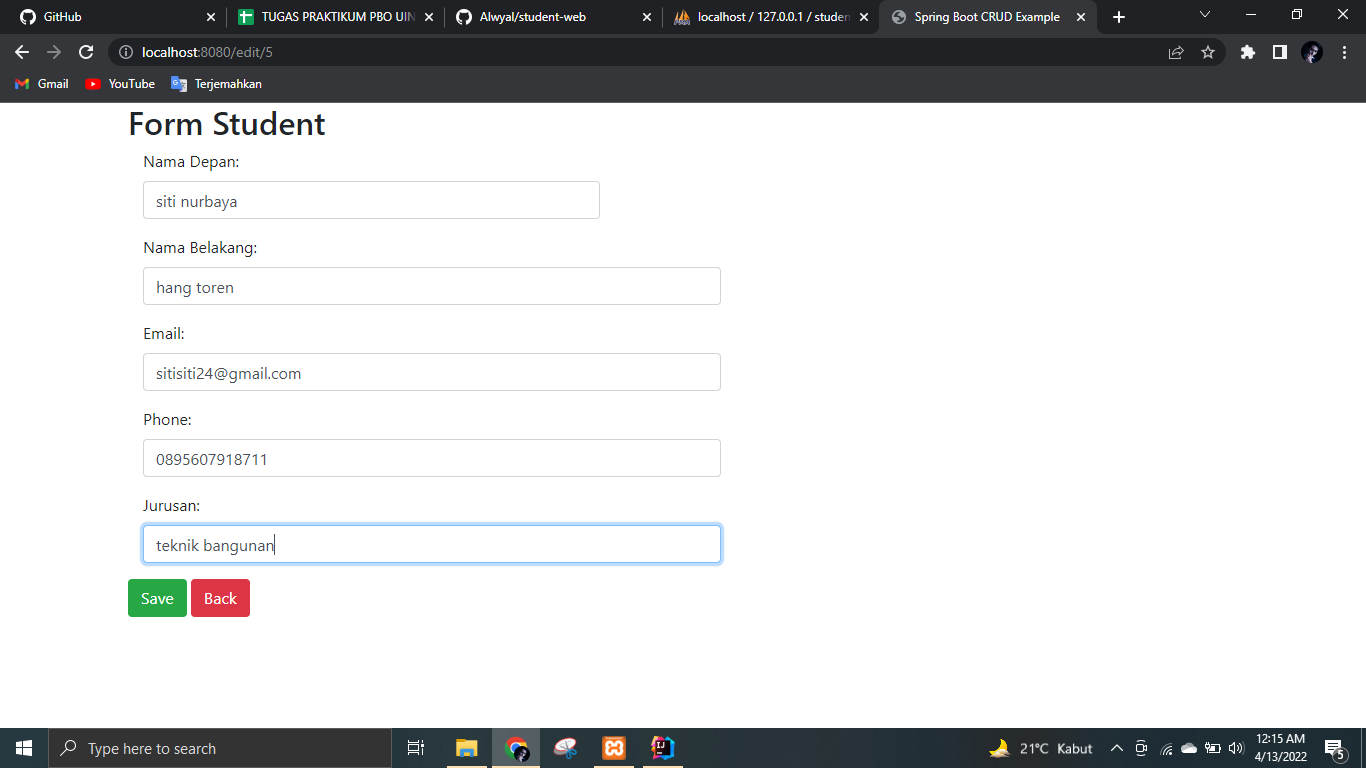 GitHub
TUGAS PRAKTIKUM PBO UIN
Alwyal/student-web
localhost / 127.0.0.1 / studen
Spring Boot CRUD Example
localhost:8080/edit/5
Gmail
YouTube
Terjemahkan
Form Student
Nama Depan:
siti nurbaya
Nama Belakang:
hang toren
Email:
sitisiti24@gmail.com
Phone:
0895607918711
Jurusan:
teknik bangunan
Save
Back
Type here to search
21°C Kabut
12:15 AM
4/13/2022
5